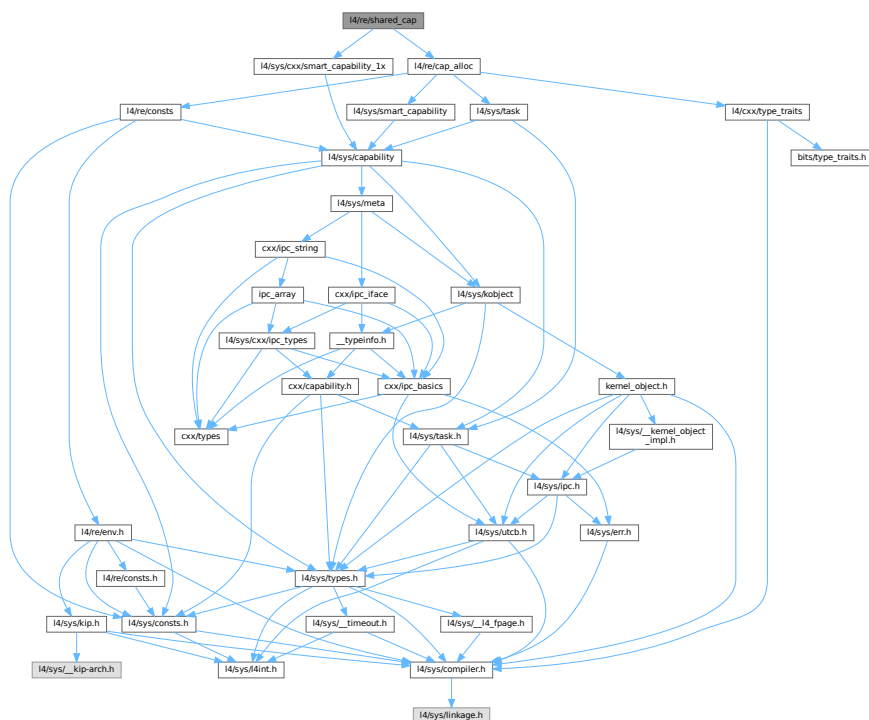 l4/re/shared_cap
l4/sys/cxx/smart_capability_1x
l4/re/cap_alloc
l4/re/consts
l4/sys/smart_capability
l4/sys/task
l4/cxx/type_traits
l4/sys/capability
bits/type_traits.h
l4/sys/meta
cxx/ipc_string
ipc_array
cxx/ipc_iface
l4/sys/kobject
l4/sys/cxx/ipc_types
__typeinfo.h
cxx/capability.h
cxx/ipc_basics
kernel_object.h
cxx/types
l4/sys/task.h
l4/sys/__kernel_object
_impl.h
l4/sys/ipc.h
l4/re/env.h
l4/sys/utcb.h
l4/sys/err.h
l4/re/consts.h
l4/sys/types.h
l4/sys/kip.h
l4/sys/consts.h
l4/sys/__timeout.h
l4/sys/__l4_fpage.h
l4/sys/__kip-arch.h
l4/sys/l4int.h
l4/sys/compiler.h
l4/sys/linkage.h